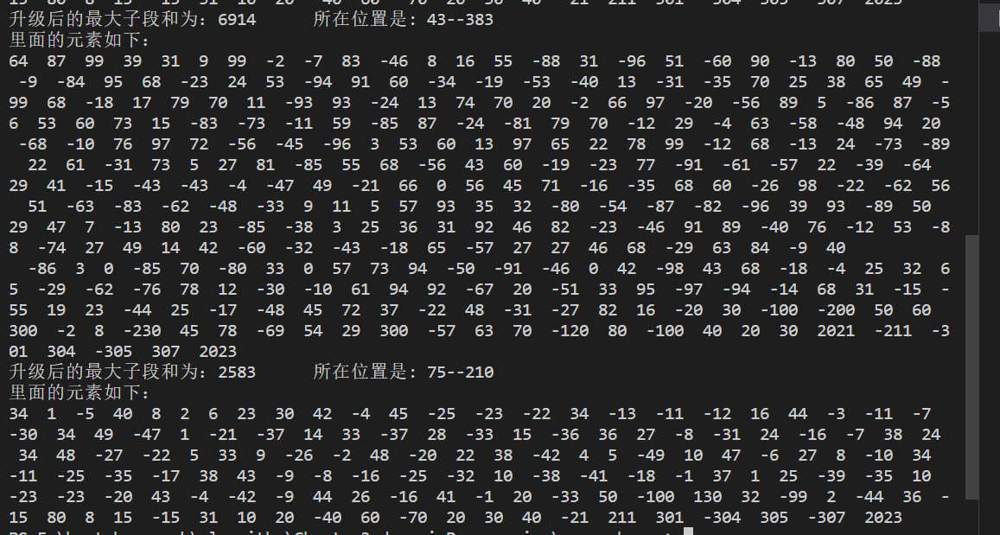 升级后的最大子段和为: 6914 所在位置是: 43--383
里面的元素如下:
64 87 99 39 31 9 99 -2 -7 83 -46 8 16 55 -88 31 -96 51 -60 90 -13 80 50 -88
-9 -84 95 68 -23 24 53 -94 91 60 -34 -19 -53 -40 13 -31 -35 70 25 38 65 49 -
99 68 -18 17 79 70 11 -93 93 -24 13 74 70 20 -2 66 97 -20 -56 89 5 -86 87 -5
6 53 60 73 15 -83 -73 -11 59 -85 87 -24 -81 79 70 -12 29 -4 63 -58 -48 94 20
-68 -10 76 97 72 -56 -45 -96 3 53 60 13 97 65 22 78 99 -12 68 -13 24 -73 -89
22 61 -31 73 5 27 81 -85 55 68 -56 43 60 -19 -23 77 -91 -61 -57 22 -39 -64
29 41 -15 -43 -43 -4 -47 49 -21 66 0 56 45 71 -16 -35 68 60 -26 98 -22 -62 56
51 -63 -83 -62 -48 -33 9 11 5 57 93 35 32 -80 -54 -87 -82 -96 39 93 -89 50
29 47 7 -13 80 23 -85 -38 3 25 36 31 92 46 82 -23 -46 91 89 -40 76 -12 53 -8
8 -74 27 49 14 42 -60 -32 -43 -18 65 -57 27 27 46 68 -29 63 84 -9 40
-86 3 0 -85 70 -80 33 0 57 73 94 -50 -91 -46 0 42 -98 43 68 -18 -4 25 32 6
5 -29 -62 -76 78 12 -30 -10 61 94 92 -67 20 -51 33 95 -97 -94 -14 68 31 -15 -
55 19 23 -44 25 -17 -48 45 72 37 -22 48 -31 -27 82 16 -20 30 -100 -200 50 60
300 -2 8 -230 45 78 -69 54 29 300 -57 63 70 -120 80 -100 40 20 30 2021 -211 -3
01 304 -305 307 2023
升级后的最大子段和为: 2583 所在位置是: 75--210
里面的元素如下:
34 1 -5 40 8 2 6 23 30 42 -4 45 -25 -23 -22 34 -13 -11 -12 16 44 -3 -11 -7
-30 34 49 -47 1 -21 -37 14 33 -37 28 -33 15 -36 36 27 -8 -31 24 -16 -7 38 24
34 48 -27 -22 5 33 9 -26 -2 48 -20 22 38 -42 4 5 -49 10 47 -6 27 8 -10 34
-11 -25 -35 -17 38 43 -9 -8 -16 -25 -32 10 -38 -41 -18 -1 37 1 25 -39 -35 10
-23 -23 -20 43 -4 -42 -9 44 26 -16 41 -1 20 -33 50 -100 130 32 -99 2 -44 36 -
15 80 8 15 -15 31 10 20 -40 60 -70 20 30 40 -21 211 301 -304 305 -307 2023